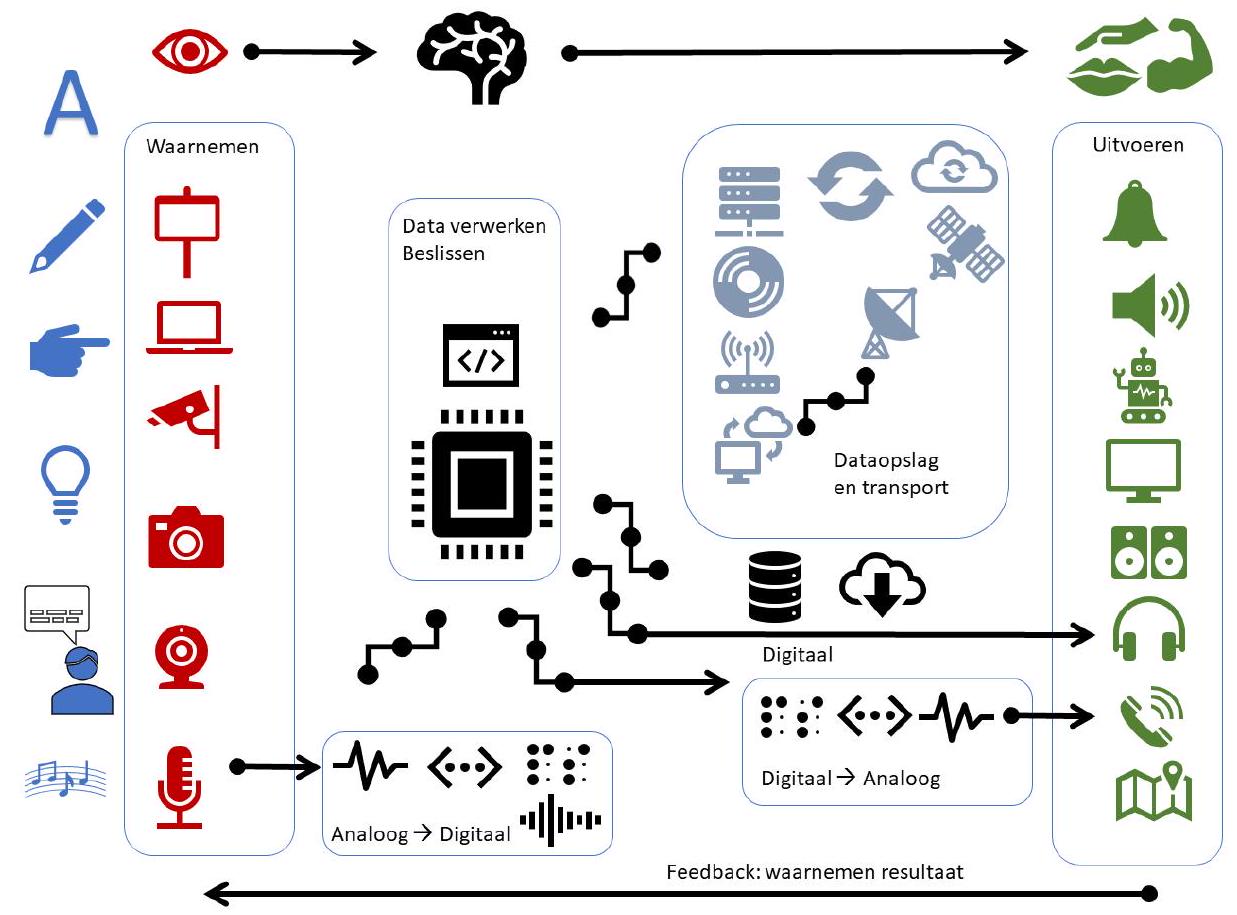 A
Waarnemen
Uitvoeren
Data verwerken
Beslissen
</>
Dataopslag
en transport
Digitaal
Digitaal → Analoog
Analoog → Digitaal
Feedback: waarnemen resultaat